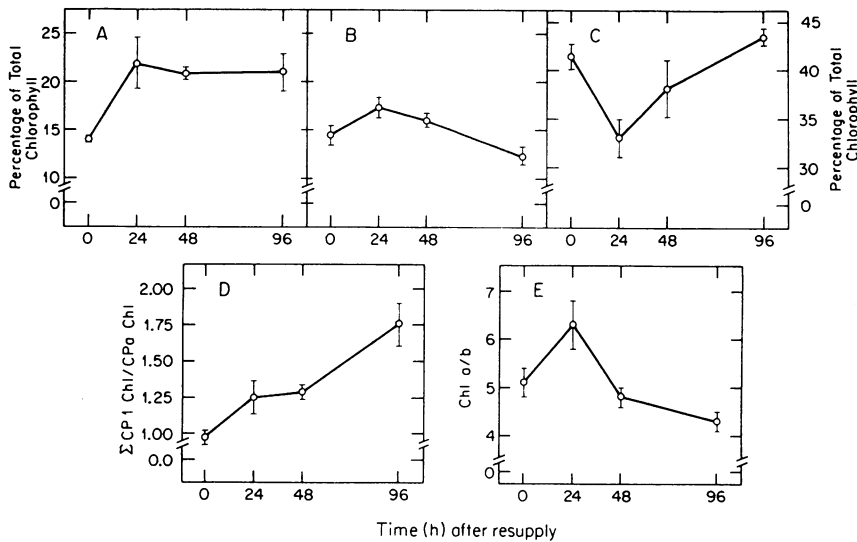 Percentage of Total
Chlorophyll
25
20
15
10
0
A
B
C
45
40
35
30
0
Percentage of Total
Chlorophyll
0 24 48 96
0 24 48 96
0 24 48 96
ΣCP1 Chl/CPa Chl
2.00
1.75
1.50
1.25
1.00
0.0
D
0 24 48 96
Chl a/b
7
6
5
4
0
E
0 24 48 96
Time (h) after resupply